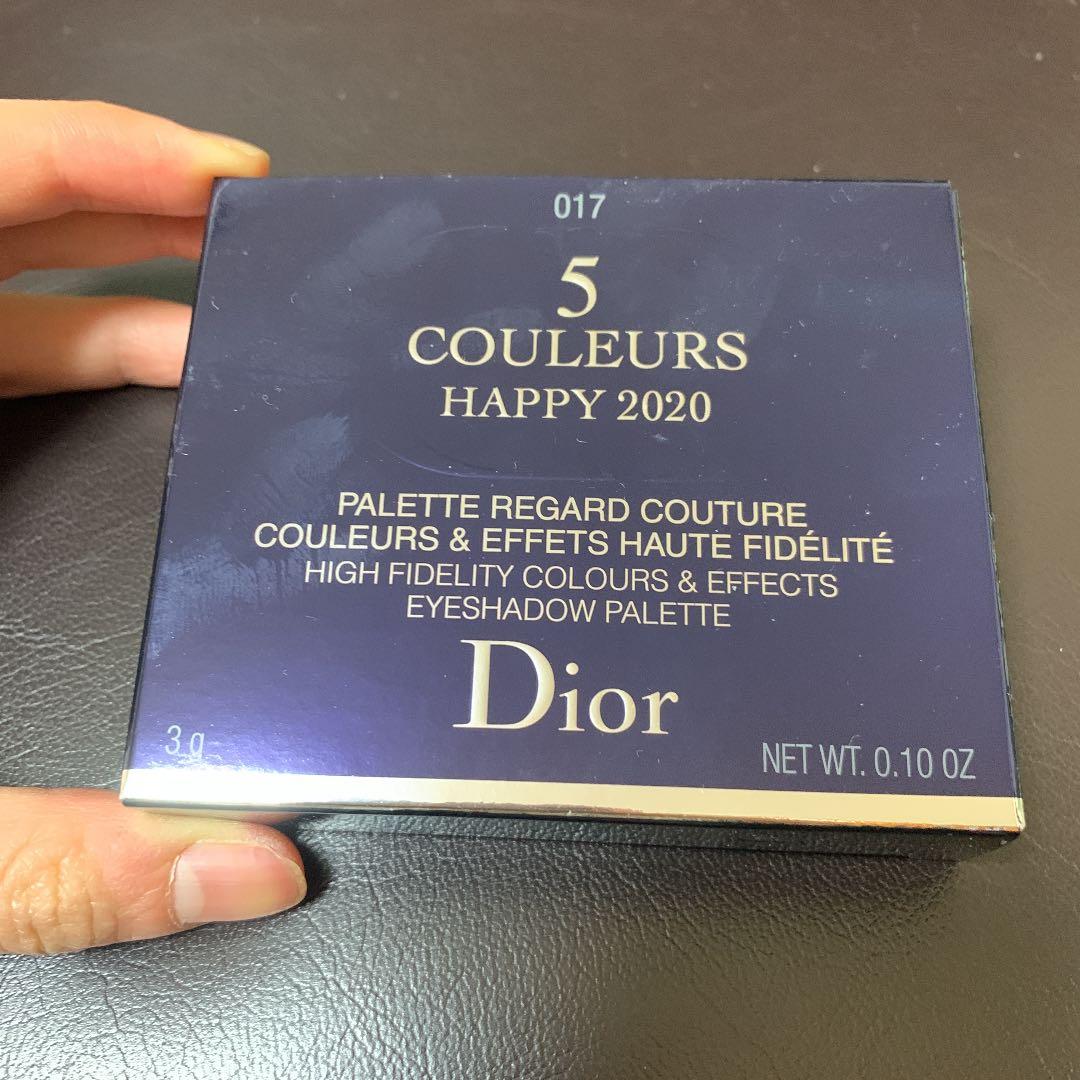 017
5
COULEURS
HAPPY 2020
PALETTE REGARD COUTURE
COULEURS & EFFETS HAUTE FIDÉLITÉ
HIGH FIDELITY COLOURS & EFFECTS
EYESHADOW PALETTE
Dior
3 g
NET WT. 0.10 OZ